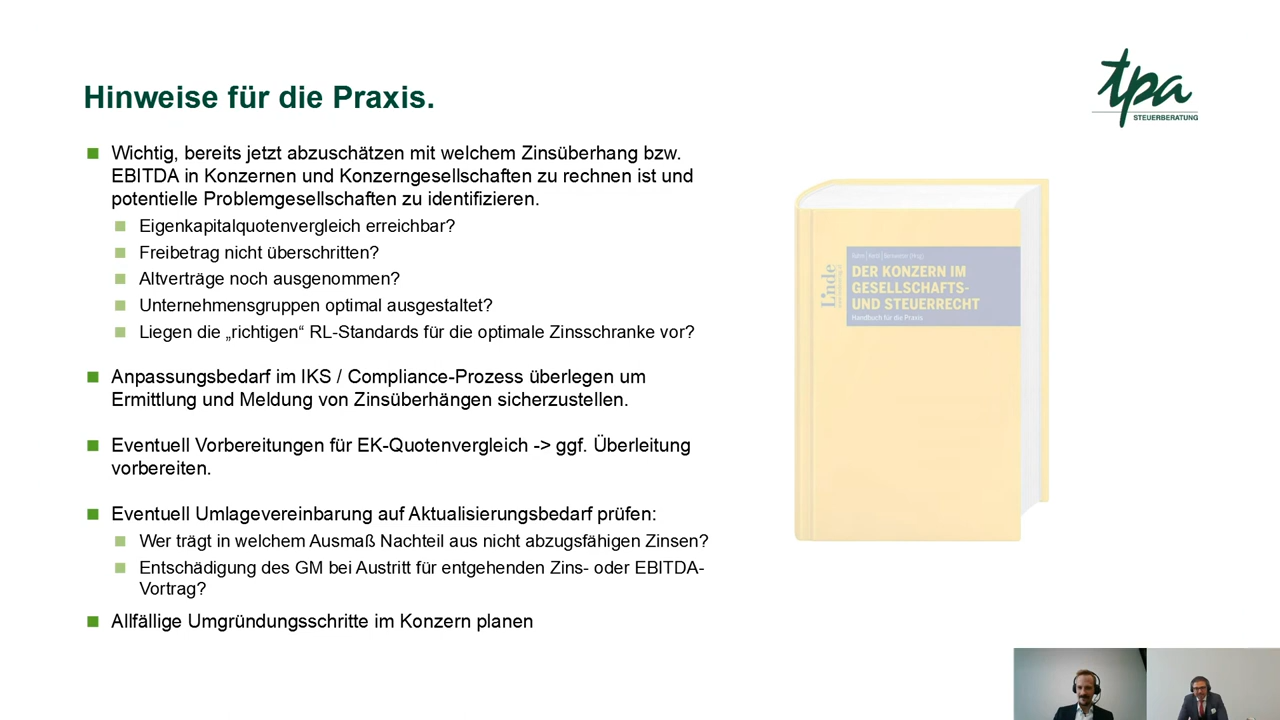 tpa
STEUERBERATUNG
Hinweise für die Praxis.
Wichtig, bereits jetzt abzuschätzen mit welchem Zinsüberhang bzw.
EBITDA in Konzernen und Konzerngesellschaften zu rechnen ist und
potentielle Problemgesellschaften zu identifizieren.
Eigenkapitalquotenvergleich erreichbar?
Freibetrag nicht überschritten?
Altverträge noch ausgenommen?
Unternehmensgruppen optimal ausgestaltet?
Liegen die „richtigen“ RL-Standards für die optimale Zinsschranke vor?
Anpassungsbedarf im IKS / Compliance-Prozess überlegen um
Ermittlung und Meldung von Zinsüberhängen sicherzustellen.
Eventuell Vorbereitungen für EK-Quotenvergleich -> ggf. Überleitung
vorbereiten.
Eventuell Umlagevereinbarung auf Aktualisierungsbedarf prüfen:
Wer trägt in welchem Ausmaß Nachteil aus nicht abzugsfähigen Zinsen?
Entschädigung des GM bei Austritt für entgehenden Zins- oder EBITDA-
Vortrag?
Allfällige Umgründungsschritte im Konzern planen
Linde
DER KONZERN IM
GESELLSCHAFTS-
UND STEUERRECHT
Handbuch für die Praxis